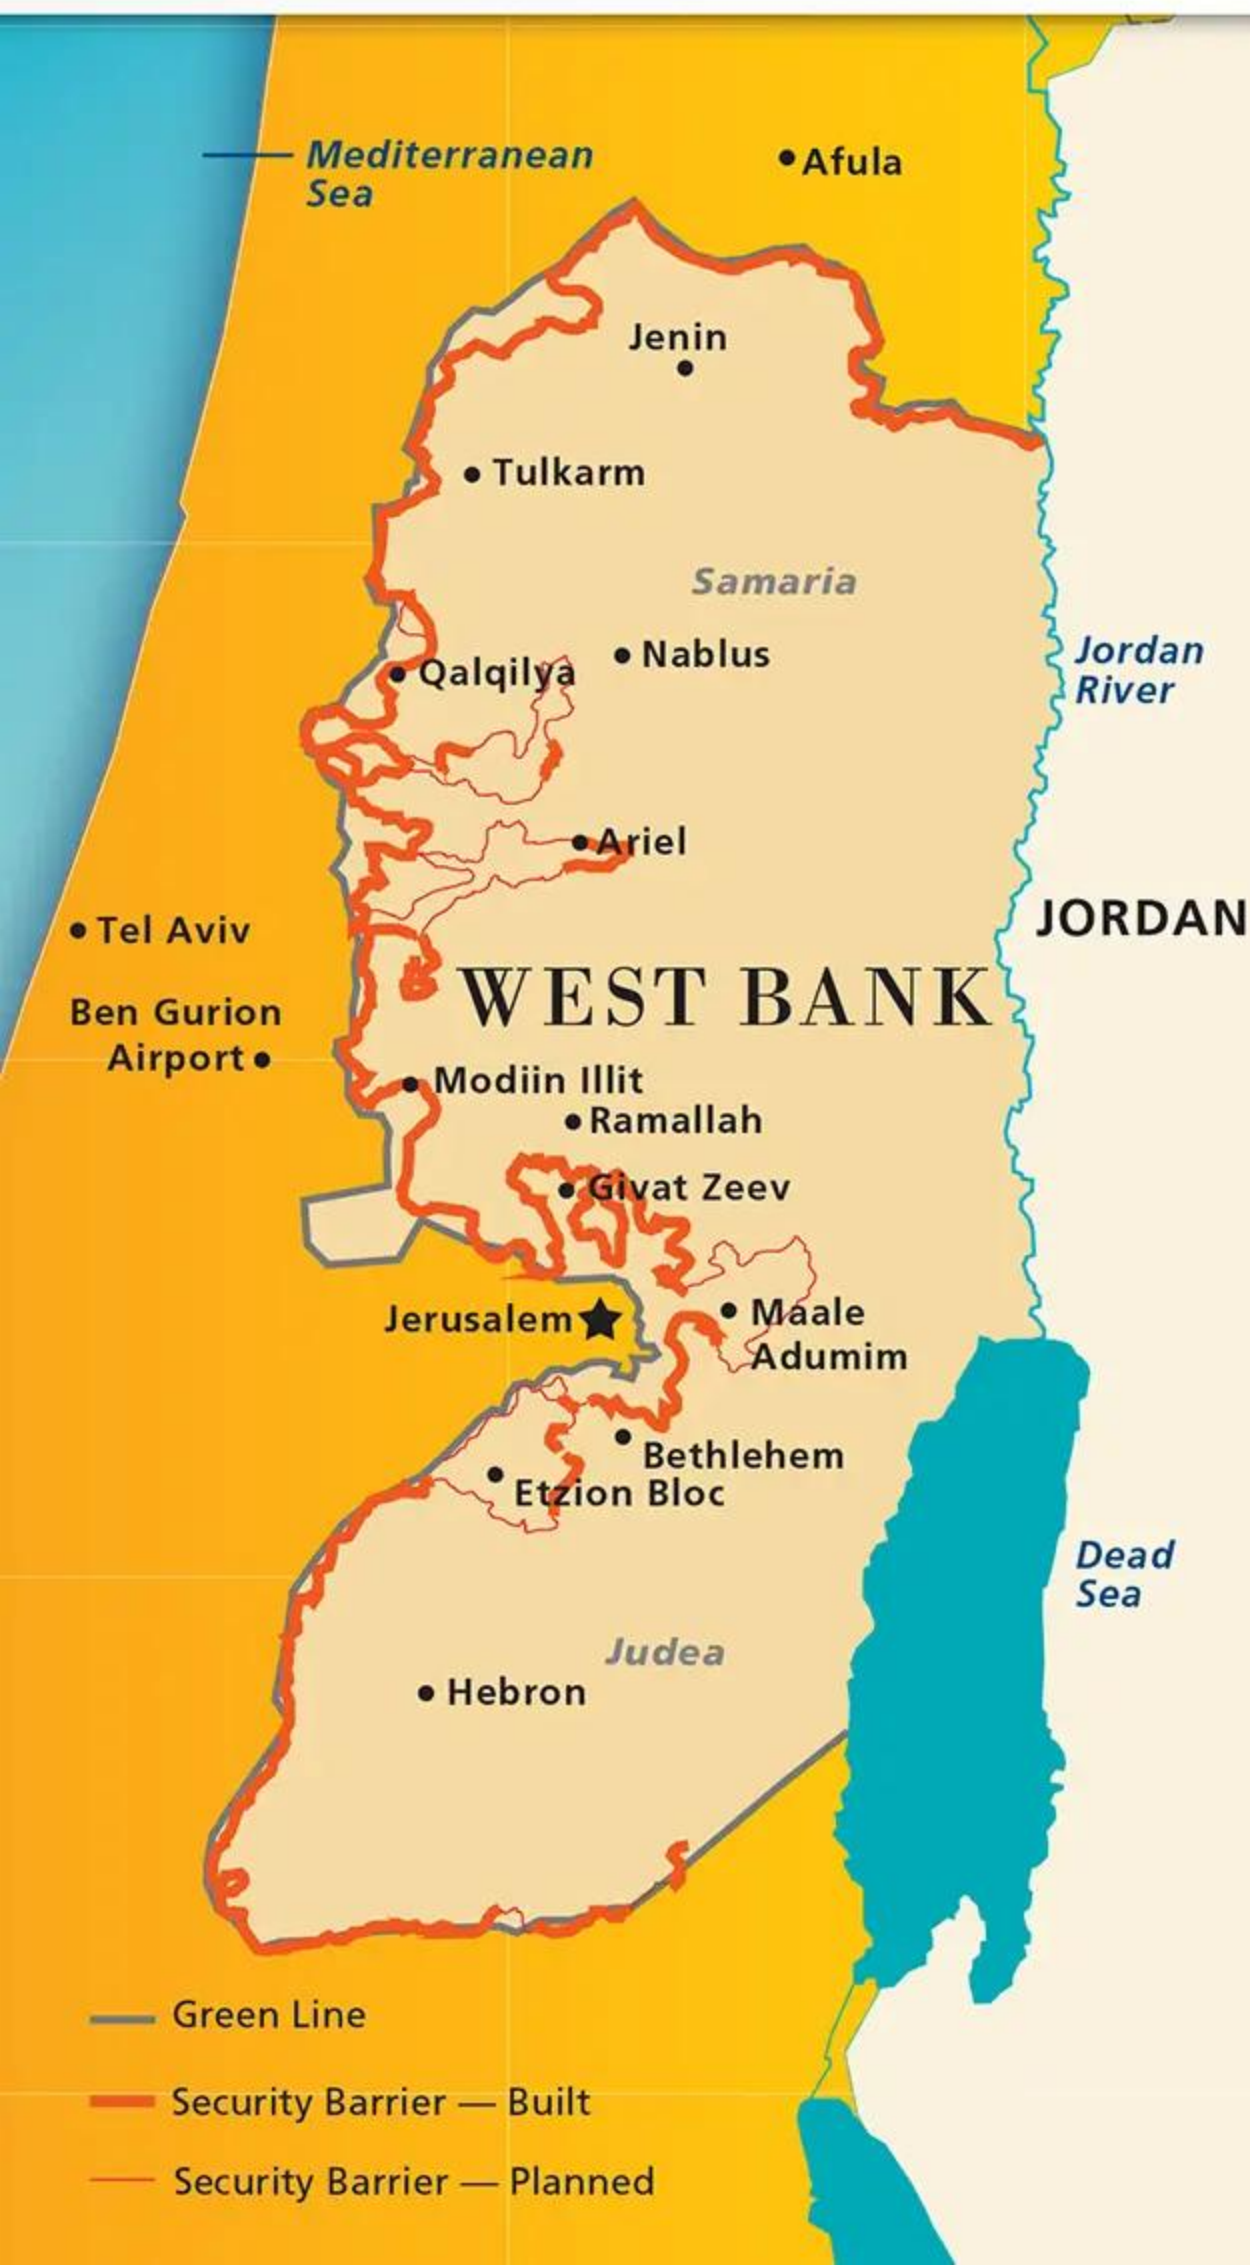 Mediterranean
Sea
Afula
Jenin
Tulkarm
Samaria
Nablus
Jordan
River
Qalqilya
Ariel
JORDAN
Tel Aviv
WEST BANK
Ben Gurion
Airport
Modiin Illit
Ramallah
Givat Zeev
Jerusalem
Maale
Adumim
Bethlehem
Etzion Bloc
Dead
Sea
Judea
Hebron
Green Line
Security Barrier — Built
Security Barrier — Planned